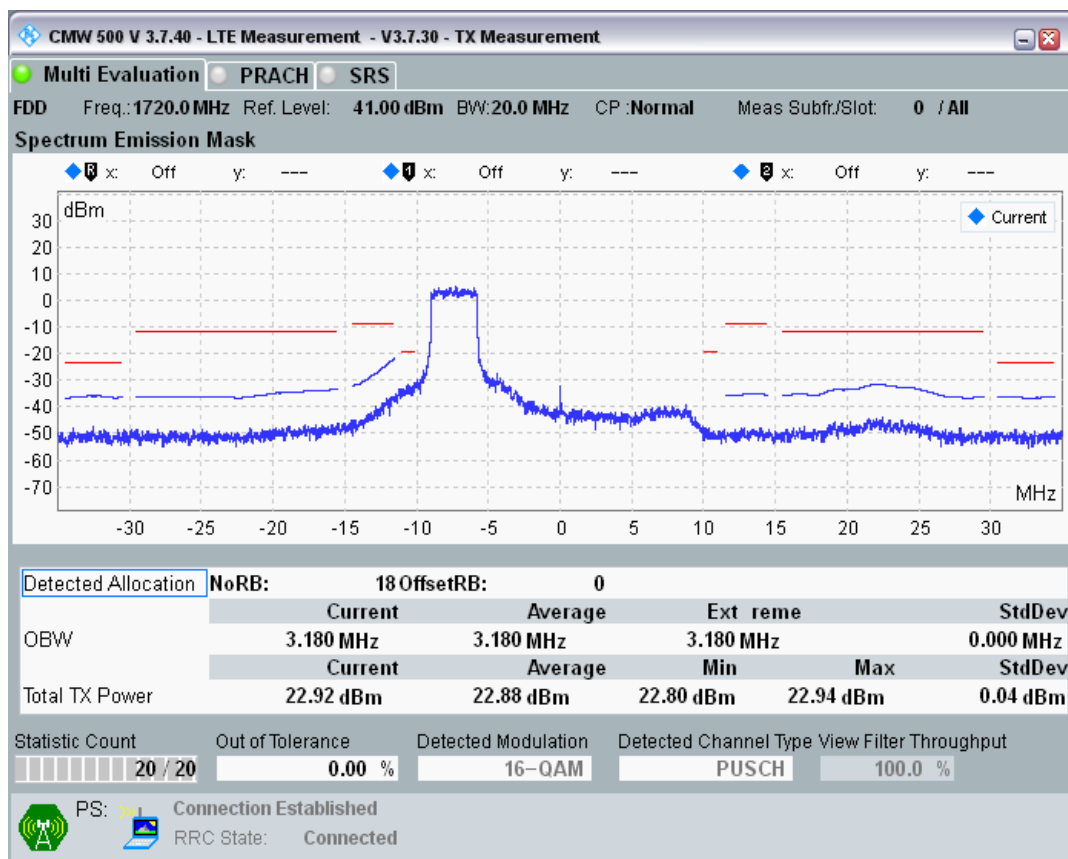 CMW 500 V 3.7.40 - LTE Measurement - V3.7.30 - TX Measurement
Multi Evaluation PRACH SRS
FDD Freq.: 1720.0 MHz Ref. Level: 41.00 dBm BW: 20.0 MHz CP : Normal Meas Subfr./Slot: 0 / All
Spectrum Emission Mask
R x: Off y: --- 1 x: Off y: --- 2 x: Off y: ---
dBm
Current
30
20
10
0
-10
-20
-30
-40
-50
-60
-70
MHz
-30 -25 -20 -15 -10 -5 0 5 10 15 20 25 30
Detected Allocation NoRB: 18 OffsetRB: 0
Current Average Ext reme StdDev
OBW 3.180 MHz 3.180 MHz 3.180 MHz 0.000 MHz
Current Average Min Max StdDev
Total TX Power 22.92 dBm 22.88 dBm 22.80 dBm 22.94 dBm 0.04 dBm
Statistic Count Out of Tolerance Detected Modulation Detected Channel Type View Filter Throughput
20 / 20 0.00 % 16-QAM PUSCH 100.0 %
PS: Connection Established
RRC State: Connected